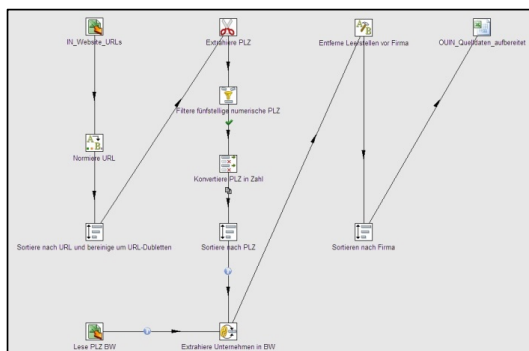 IN_Website_URLs
Extrahiere PLZ
Entferne Leerstellen vor Firma
OUIN_Quelldaten_aufbereitet
Filtere fünfstellige numerische PLZ
Normiere URL
Konvertiere PLZ in Zahl
Sortiere nach URL und bereinige um URL-Dubletten
Sortiere nach PLZ
Sortieren nach Firma
Lese PLZ BW
Extrahiere Unternehmen in BW